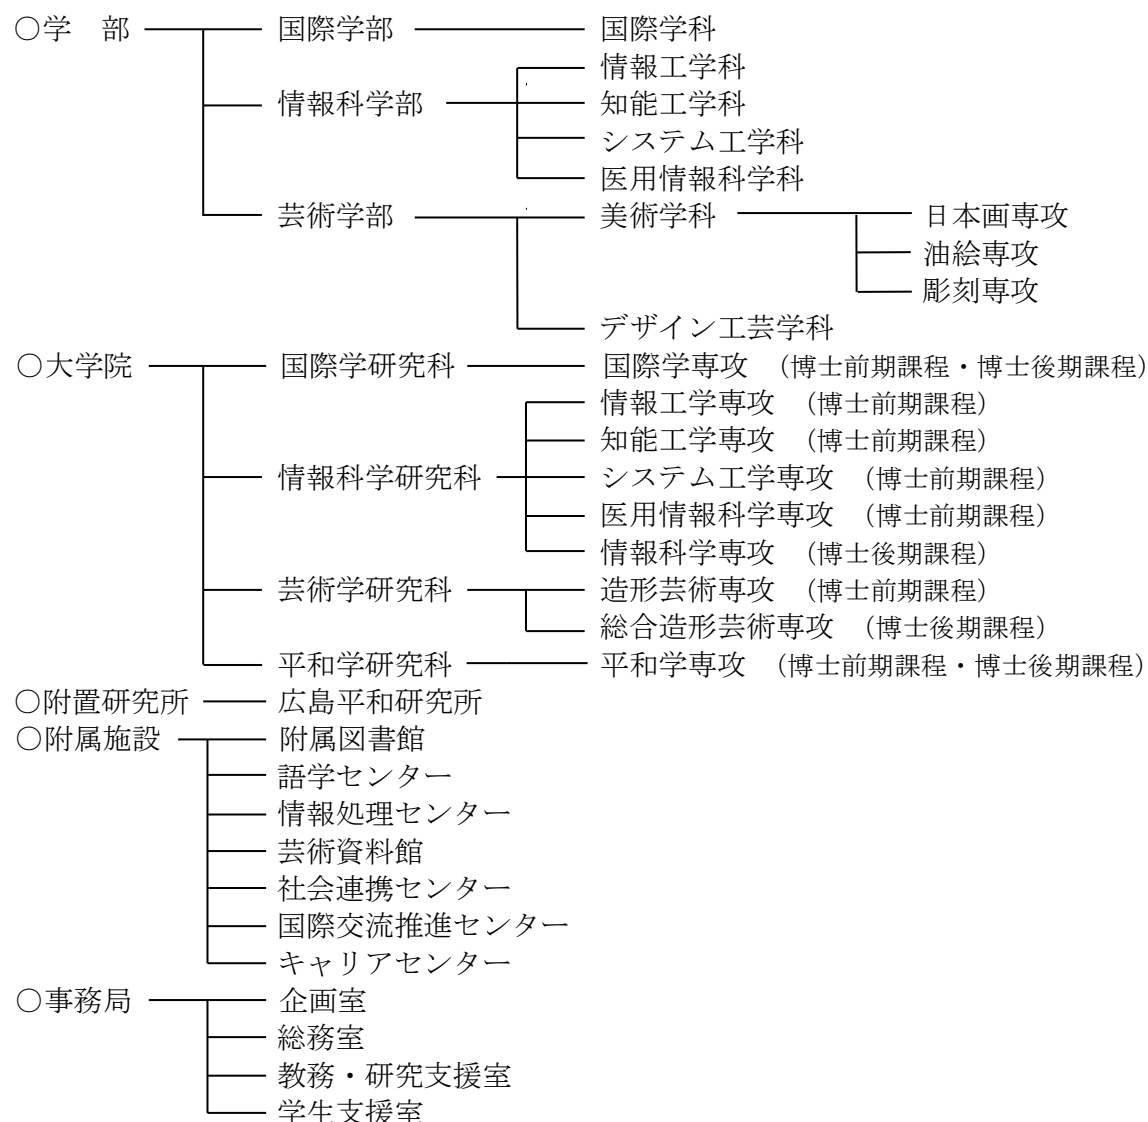 ○学　部 国際学部 国際学科
情報工学科
情報科学部 知能工学科
システム工学科
医用情報科学科
芸術学部 美術学科 日本画専攻
油絵専攻
彫刻専攻
デザイン工芸学科
○大学院 国際学研究科 国際学専攻 （博士前期課程・博士後期課程）
情報工学専攻 （博士前期課程）
知能工学専攻 （博士前期課程）
情報科学研究科 システム工学専攻 （博士前期課程）
医用情報科学専攻 （博士前期課程）
情報科学専攻 （博士後期課程）
芸術学研究科 造形芸術専攻 （博士前期課程）
総合造形芸術専攻 （博士後期課程）
平和学研究科 平和学専攻 （博士前期課程・博士後期課程）
○附置研究所 広島平和研究所
○附属施設 附属図書館
語学センター
情報処理センター
芸術資料館
社会連携センター
国際交流推進センター
キャリアセンター
○事務局 企画室
総務室
教務・研究支援室
学生支援室